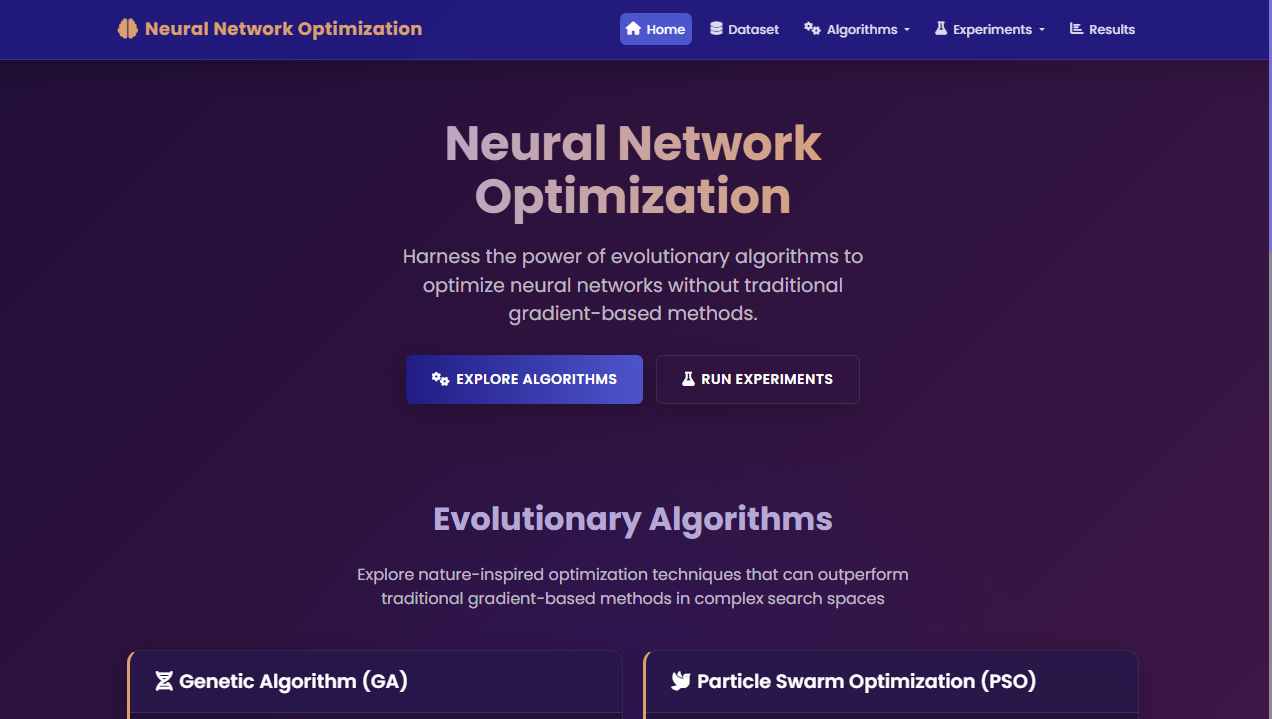 Neural Network Optimization
Home Dataset Algorithms Experiments Results
Neural Network
Optimization
Harness the power of evolutionary algorithms to
optimize neural networks without traditional
gradient-based methods.
EXPLORE ALGORITHMS RUN EXPERIMENTS
Evolutionary Algorithms
Explore nature-inspired optimization techniques that can outperform
traditional gradient-based methods in complex search spaces
Genetic Algorithm (GA)
Particle Swarm Optimization (PSO)